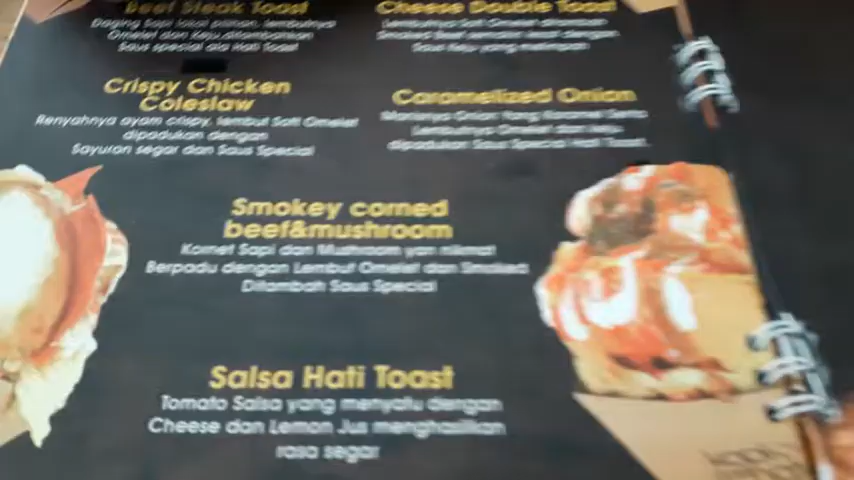 Beef Steak Toast
Daging Sapi lokal pilihan, lembutnya
Omelet dan Keju ditambahkan
Saus special ala Hati Toast
Cheese Double Toast
Lembutnya Soft Omelet ditambah
Smoked Beef dengan
Saus Keju yang melimpah
Crispy Chicken
Coleslaw
Renyahnya ayam crispy, lembut Soft Omelet
dipadukan dengan
Sayuran segar dan Saus Special
Caramelized Onion
Manisnya Onion Yang
Lembutnya Omelet dan keju
dipadukan Saus Special Hati Toast.
Smokey corned
beef&mushroom
Kornet Sapi dan Mushroom yan nikmat
Berpadu dengan Lembut Omelet dan Smoked
Ditambah Saus Special
Salsa Hati Toast
Tomato Salsa yang menyatu dengan
Cheese dan Lemon Jus menghasilkan
rasa segar